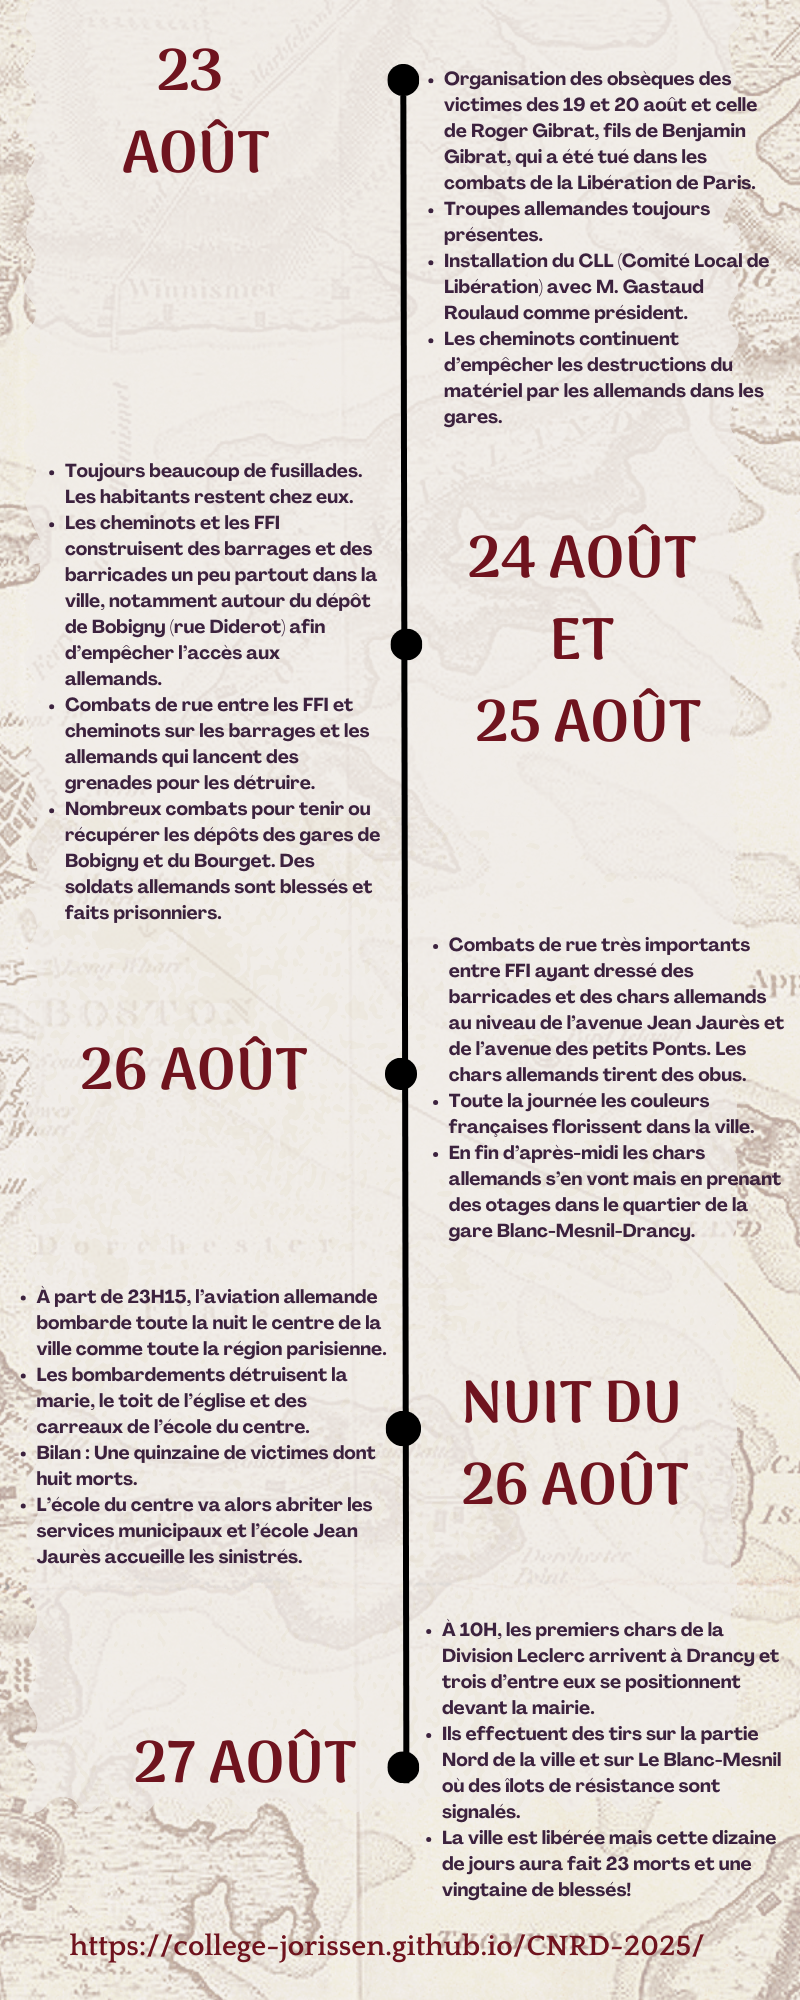 23
AOÛT
• Organisation des obsèques des
victimes des 19 et 20 août et celle
de Roger Gibrat, fils de Benjamin
Gibrat, qui a été tué dans les
combats de la Libération de Paris.
• Troupes allemandes toujours
présentes.
• Installation du CLL (Comité Local de
Libération) avec M. Gastaud
Roulaud comme président.
• Les cheminots continuent
d’empêcher les destructions du
matériel par les allemands dans les
gares.
• Toujours beaucoup de fusillades.
Les habitants restent chez eux.
• Les cheminots et les FFI
construisent des barrages et des
barricades un peu partout dans la
ville, notamment autour du dépôt
de Bobigny (rue Diderot) afin
d’empêcher l’accès aux
allemands.
• Combats de rue entre les FFI et
cheminots sur les barrages et les
allemands qui lancent des
grenades pour les détruire.
• Nombreux combats pour tenir ou
récupérer les dépôts des gares de
Bobigny et du Bourget. Des
soldats allemands sont blessés et
faits prisonniers.
24 AOÛT
ET
25 AOÛT
26 AOÛT
• Combats de rue très importants
entre FFI ayant dressé des
barricades et des chars allemands
au niveau de l’avenue Jean Jaurès et
de l’avenue des petits Ponts. Les
chars allemands tirent des obus.
• Toute la journée les couleurs
françaises florissent dans la ville.
• En fin d’après-midi les chars
allemands s’en vont mais en prenant
des otages dans le quartier de la
gare Blanc-Mesnil-Drancy.
• À part de 23H15, l’aviation allemande
bombarde toute la nuit le centre de la
ville comme toute la région parisienne.
• Les bombardements détruisent la
marie, le toit de l’église et des
carreaux de l’école du centre.
• Bilan : Une quinzaine de victimes dont
huit morts.
• L’école du centre va alors abriter les
services municipaux et l’école Jean
Jaurès accueille les sinistrés.
NUIT DU
26 AOÛT
27 AOÛT
• À 10H, les premiers chars de la
Division Leclerc arrivent à Drancy et
trois d’entre eux se positionnent
devant la mairie.
• Ils effectuent des tirs sur la partie
Nord de la ville et sur Le Blanc-Mesnil
où des îlots de résistance sont
signalés.
• La ville est libérée mais cette dizaine
de jours aura fait 23 morts et une
vingtaine de blessés!
https://college-jorissen.github.io/CNRD-2025/
Winnismet
Long Wharf
BOSTON
Dorchester
Dorchester
Point